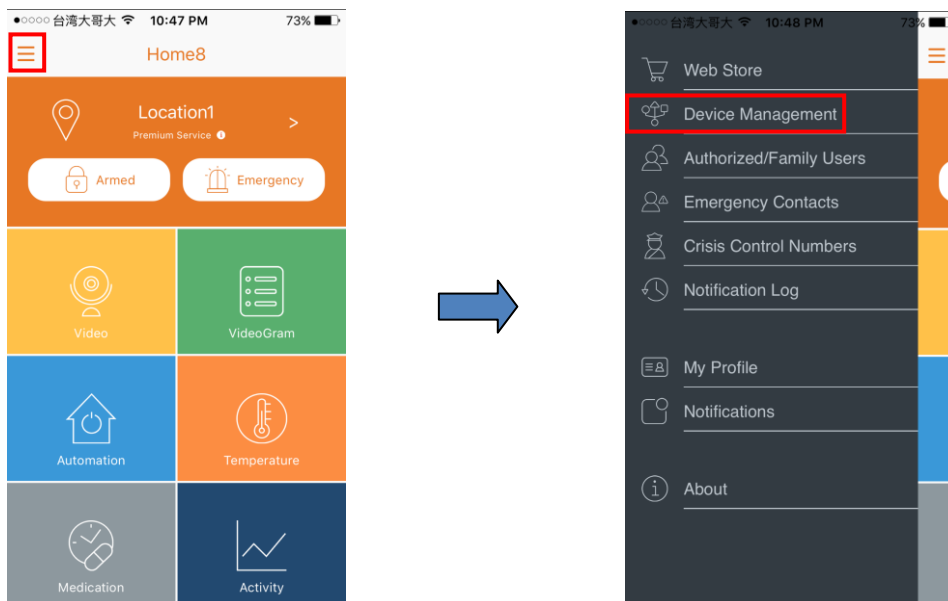 台湾大哥大 10:47 PM 73%
Home8
Location1
Premium Service
>
Armed
Emergency
Video
VideoGram
Automation
Temperature
Medication
Activity
台湾大哥大 10:48 PM 73%
Web Store
Device Management
Authorized/Family Users
Emergency Contacts
Crisis Control Numbers
Notification Log
My Profile
Notifications
About